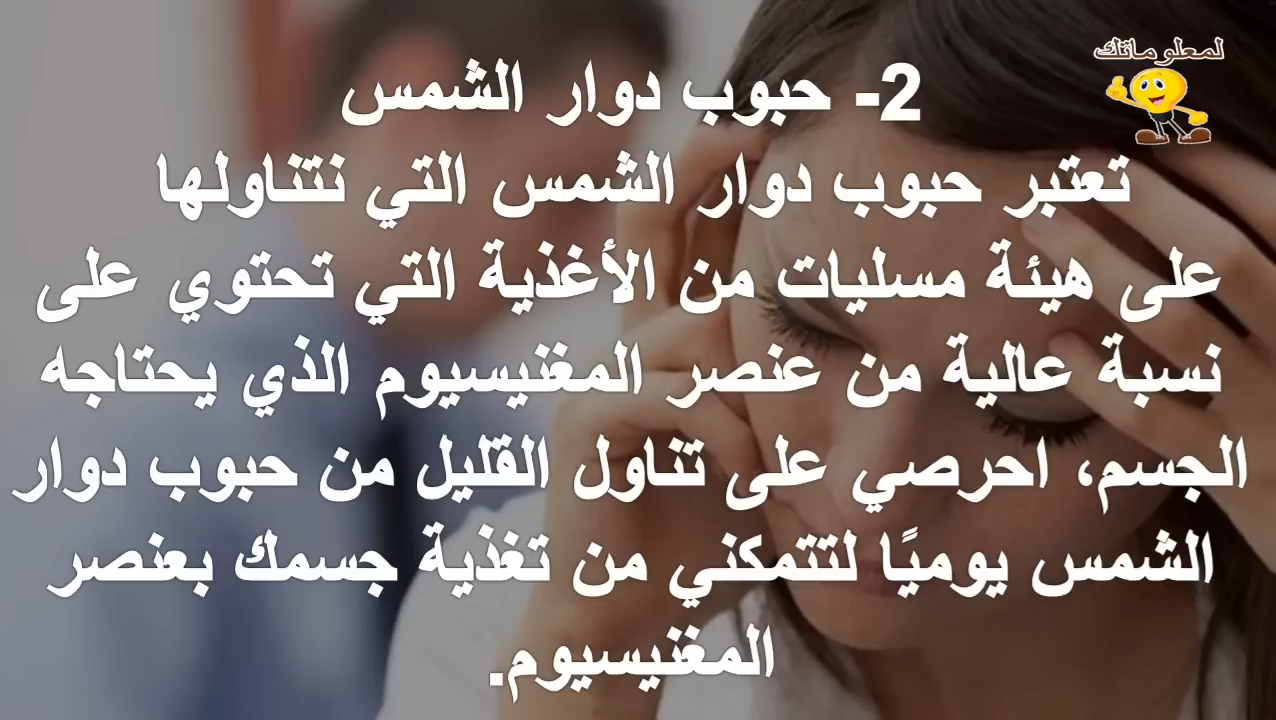 لمعلوماتك
2- حبوب دوار الشمس
تعتبر حبوب دوار الشمس التي نتناولها
على هيئة مسليات من الأغذية التي تحتوي على
نسبة عالية من عنصر المغنيسيوم الذي يحتاجه
الجسم، احرصي على تناول القليل من حبوب دوار
الشمس يوميًا لتتمكني من تغذية جسمك بعنصر
المغنيسيوم.